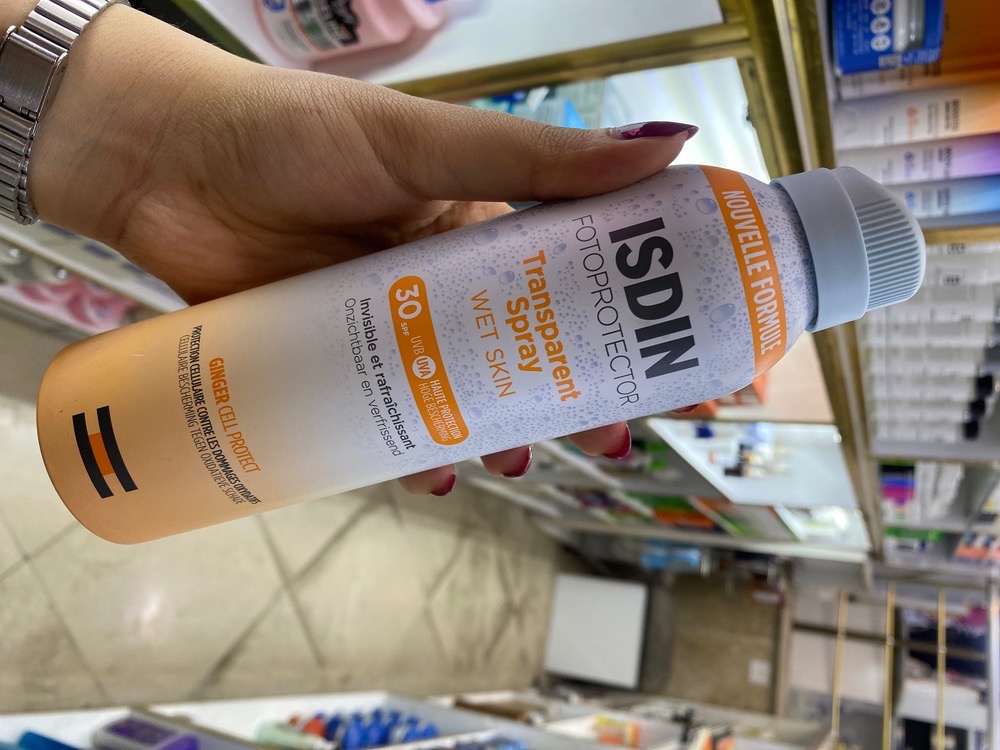 NOUVELLE FORMULE
ISDIN
FOTOPROTECTOR
Transparent
Spray
WET SKIN
30 SPF UVB UVA HAUTE PROTECTION
HOGE BESCHERMING
Invisible et rafraîchissant
Onzichtbaar en verfrissend
GINGER CELL PROTECT
PROTECTION CELLULAIRE CONTRE LES DOMMAGES OXYDATIFS
CELLULAIRE BESCHERMING TEGEN OXIDATIEVE SCHADE